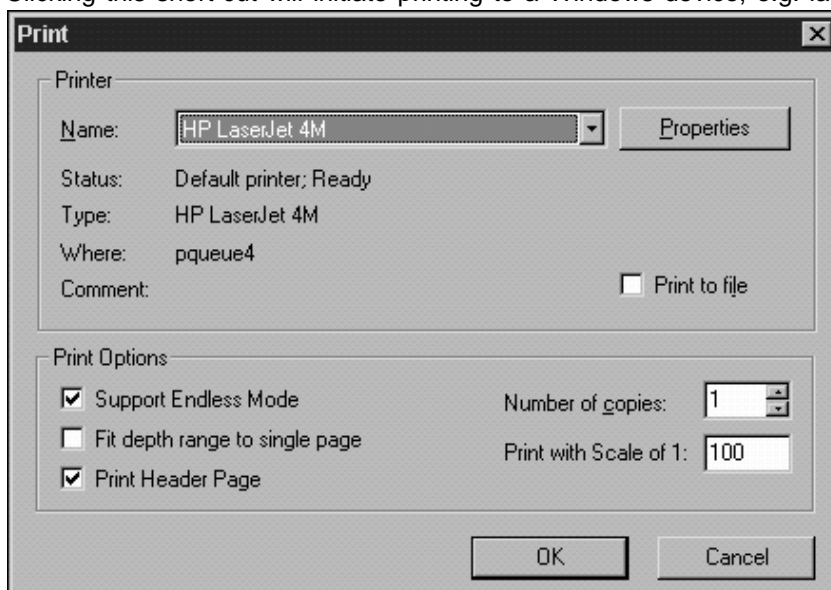 Clicking this short-cut will initiate printing to a Windows device, e.g. la
Print
Printer
Name: HP LaserJet 4M Properties
Status: Default printer; Ready
Type: HP LaserJet 4M
Where: pqueue4
Comment: Print to file
Print Options
Support Endless Mode Number of copies: 1
Fit depth range to single page Print with Scale of 1: 100
Print Header Page
OK Cancel